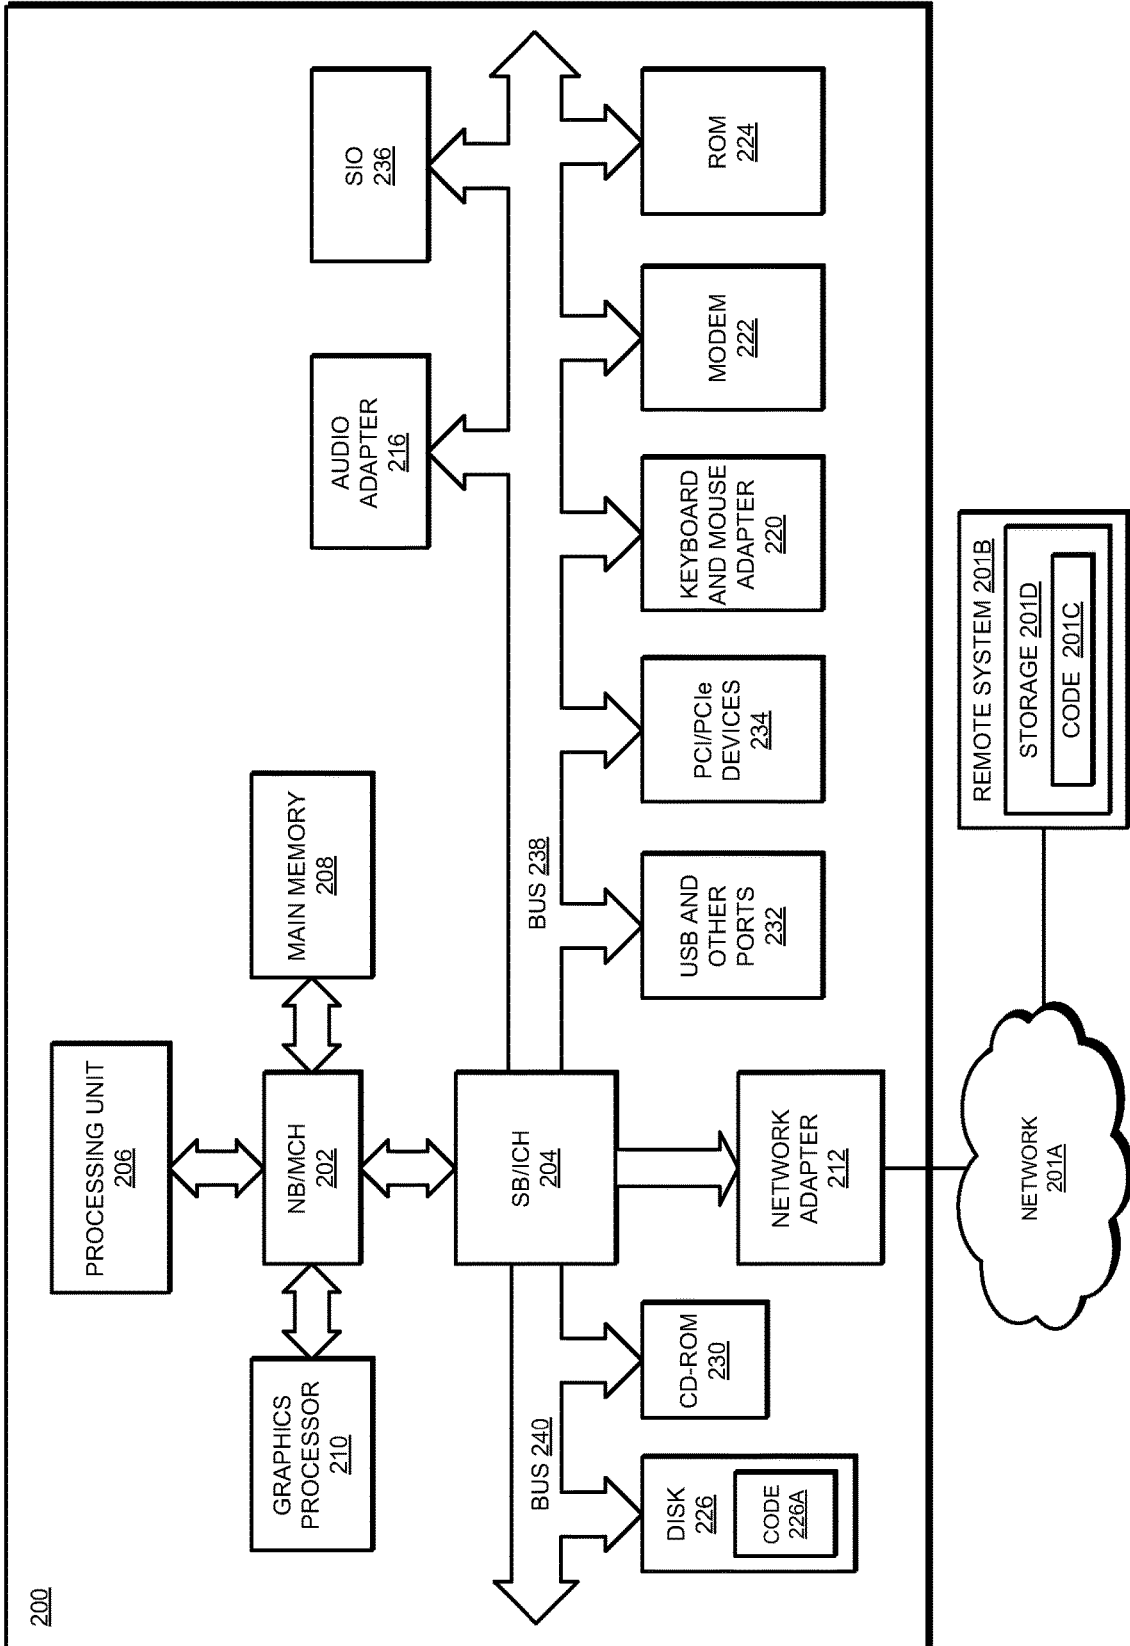 200
PROCESSING UNIT
206
GRAPHICS
PROCESSOR
210
NB/MCH
202
MAIN MEMORY
208
AUDIO
ADAPTER
216
SIO
236
SB/ICH
204
BUS 240
BUS 238
DISK
226
CODE
226A
CD-ROM
230
NETWORK
ADAPTER
212
USB AND
OTHER
PORTS
232
PCI/PCIe
DEVICES
234
KEYBOARD
AND MOUSE
ADAPTER
220
MODEM
222
ROM
224
NETWORK
201A
REMOTE SYSTEM 201B
STORAGE 201D
CODE 201C